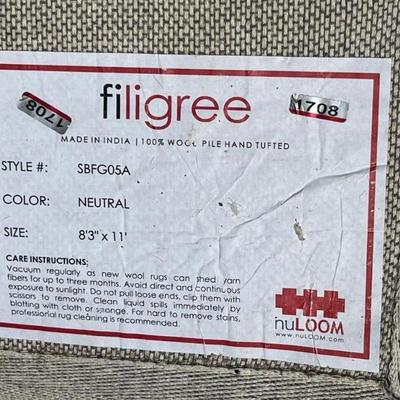 filigree
1708
1708
MADE IN INDIA | 100% WOOL PILE HAND TUFTED
STYLE #: SBFG05A
COLOR: NEUTRAL
SIZE: 8'3" x 11'
CARE INSTRUCTIONS:
Vacuum regularly as new wool rugs can shed yarn
fibers for up to three months. Avoid direct and continuous
exposure to sunlight. Do not pull loose ends, clip them with
scissors to remove. Clean liquid spills immediately by
blotting with cloth or sponge. For hard to remove stains,
professional rug cleaning is recommended.
nuLOOM
www.nuLOOM.com